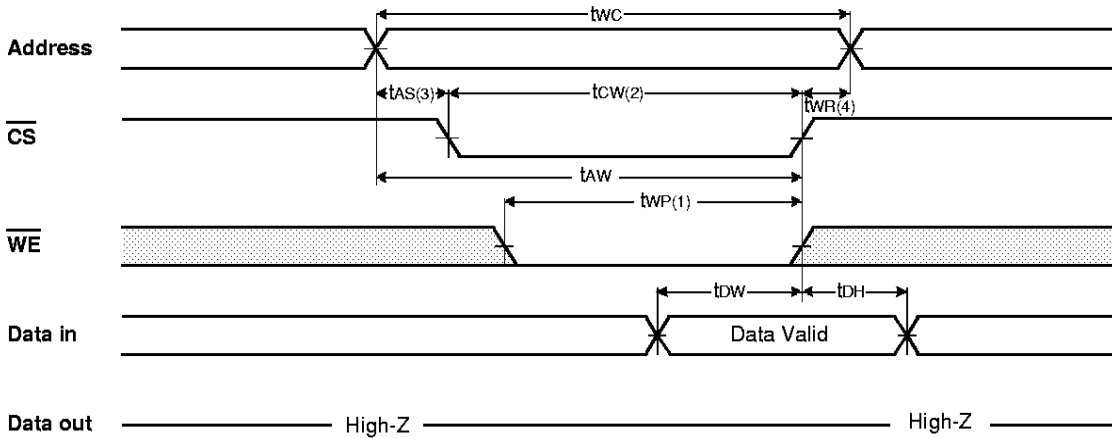 tWC
Address
tAS(3) tCW(2) tWR(4)
CS
tAW
tWP(1)
WE
tDW tDH
Data in Data Valid
Data out High-Z High-Z